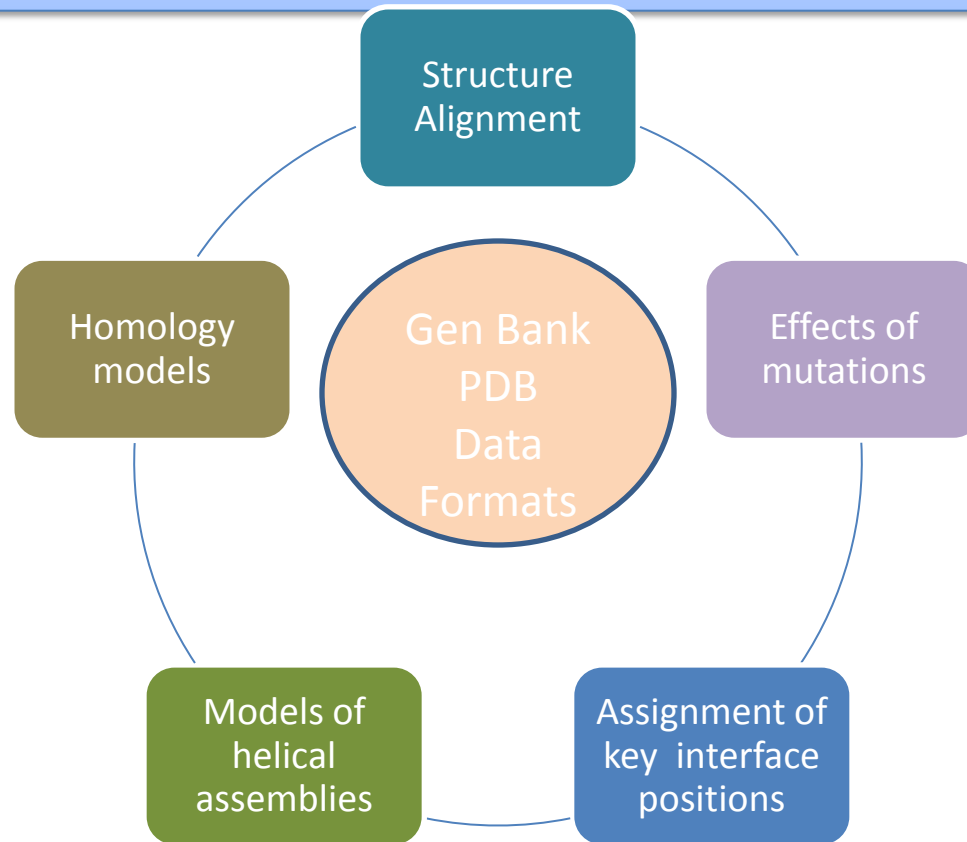 Structure
Alignment
Homology
models
Gen Bank
PDB
Data
Formats
Effects of
mutations
Models of
helical
assemblies
Assignment of
key interface
positions